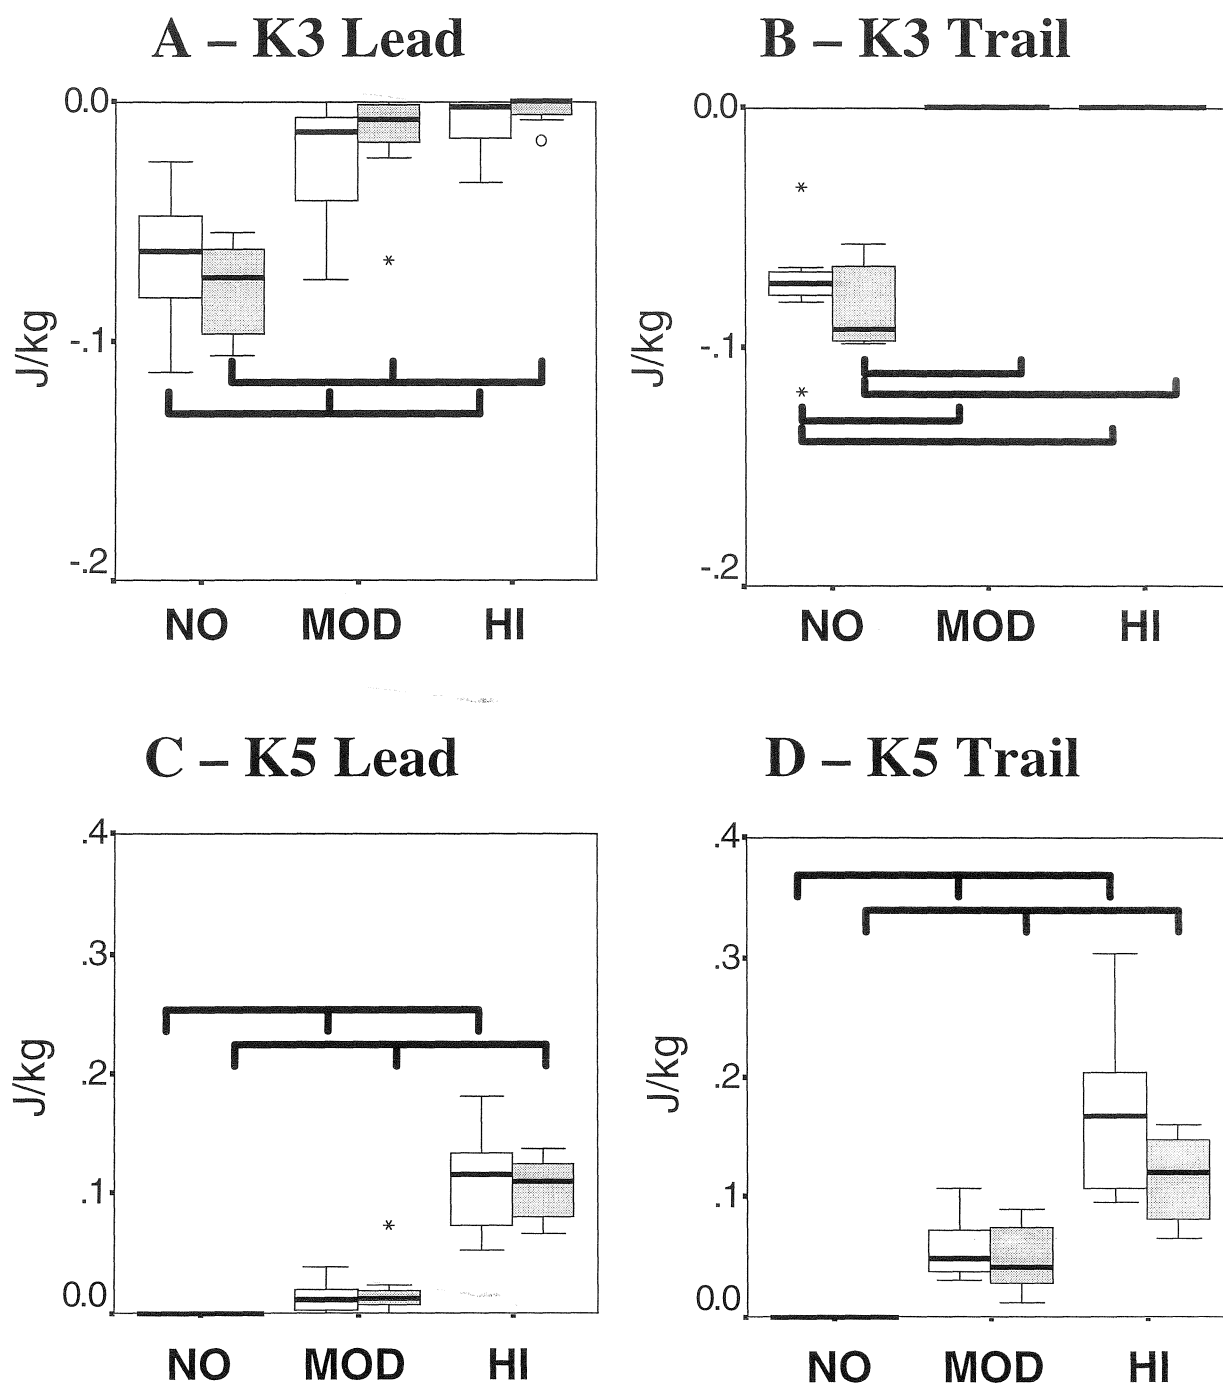 A – K3 Lead
B – K3 Trail
0.0
-.1
-.2
J/kg
NO MOD HI
0.0
-.1
-.2
J/kg
NO MOD HI
C – K5 Lead
D – K5 Trail
.4
.3
.2
.1
0.0
J/kg
NO MOD HI
.4
.3
.2
.1
0.0
J/kg
NO MOD HI